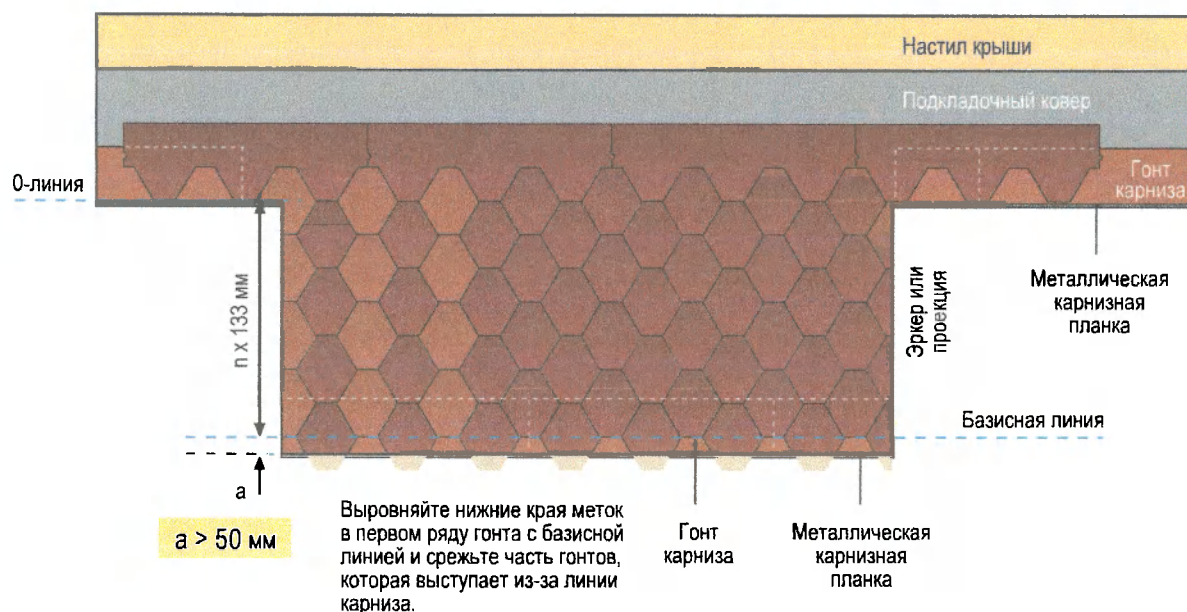 Настил крыши
Подкладочный ковер
Гонт
карниза
0-линия
n x 133 мм
Эркер или
проекция
Металлическая
карнизная
планка
Базисная линия
a
a > 50 мм
Выровняйте нижние края меток
в первом ряду гонта с базисной
линией и срежьте часть гонтов,
которая выступает из-за линии
карниза.
Гонт
карниза
Металлическая
карнизная
планка